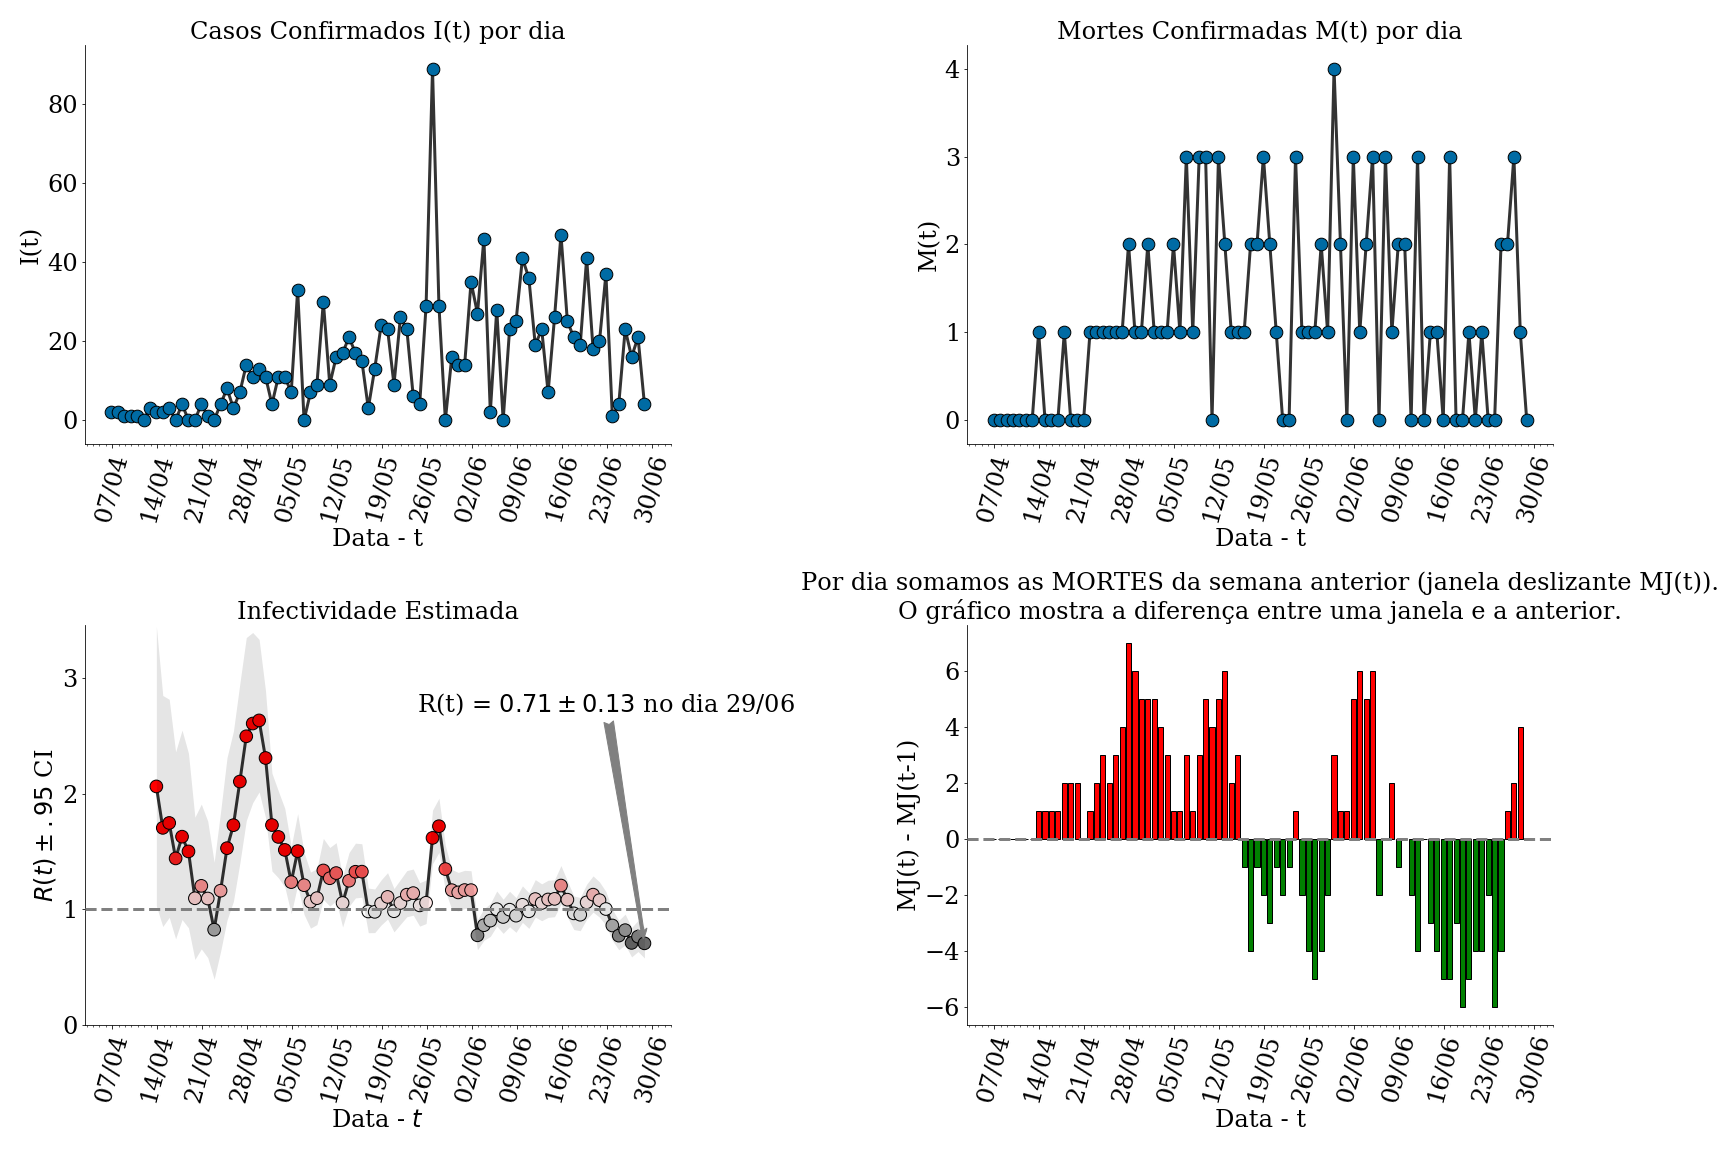 Casos Confirmados I(t) por dia
I(t)
80
60
40
20
0
07/04 14/04 21/04 28/04 05/05 12/05 19/05 26/05 02/06 09/06 16/06 23/06 30/06
Data - t
Mortes Confirmadas M(t) por dia
M(t)
4
3
2
1
0
07/04 14/04 21/04 28/04 05/05 12/05 19/05 26/05 02/06 09/06 16/06 23/06 30/06
Data - t
Infectividade Estimada
R(t) ± .95 CI
3
2
1
0
R(t) = 0.71 ± 0.13 no dia 29/06
07/04 14/04 21/04 28/04 05/05 12/05 19/05 26/05 02/06 09/06 16/06 23/06 30/06
Data - t
Por dia somamos as MORTES da semana anterior (janela deslizante MJ(t)).
O gráfico mostra a diferença entre uma janela e a anterior.
MJ(t) - MJ(t-1)
6
4
2
0
−2
−4
−6
07/04 14/04 21/04 28/04 05/05 12/05 19/05 26/05 02/06 09/06 16/06 23/06 30/06
Data - t